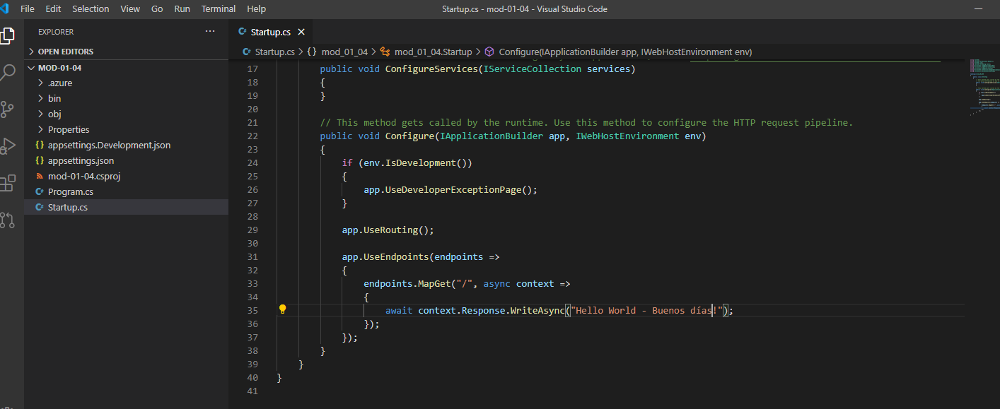 File Edit Selection View Go Run Terminal Help
Startup.cs - mod-01-04 - Visual Studio Code
EXPLORER
OPEN EDITORS
MOD-01-04
.azure
bin
obj
Properties
{} appsettings.Development.json
{} appsettings.json
mod-01-04.csproj
C# Program.cs
C# Startup.cs
C# Startup.cs
C# Startup.cs > {} mod_01_04 > mod_01_04.Startup > Configure(IApplicationBuilder app, IWebHostEnvironment env)
17 public void ConfigureServices(IServiceCollection services)
18 {
19 }
20
21 // This method gets called by the runtime. Use this method to configure the HTTP request pipeline.
22 public void Configure(IApplicationBuilder app, IWebHostEnvironment env)
23 {
24 if (env.IsDevelopment())
25 {
26 app.UseDeveloperExceptionPage();
27 }
28
29 app.UseRouting();
30
31 app.UseEndpoints(endpoints =>
32 {
33 endpoints.MapGet("/", async context =>
34 {
35 await context.Response.WriteAsync("Hello World - Buenos días!");
36 });
37 });
38 }
39 }
40 }
41